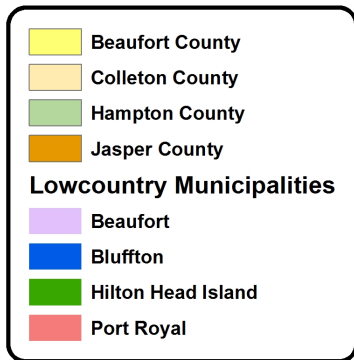 Beaufort County
Colleton County
Hampton County
Jasper County
Lowcountry Municipalities
Beaufort
Bluffton
Hilton Head Island
Port Royal